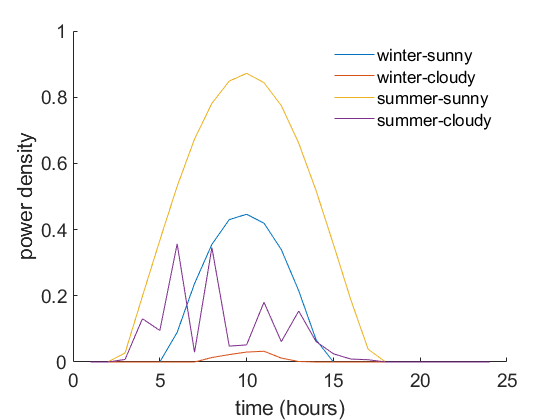 1
0.8
0.6
0.4
0.2
0
0 5 10 15 20 25
power density
time (hours)
winter-sunny
winter-cloudy
summer-sunny
summer-cloudy